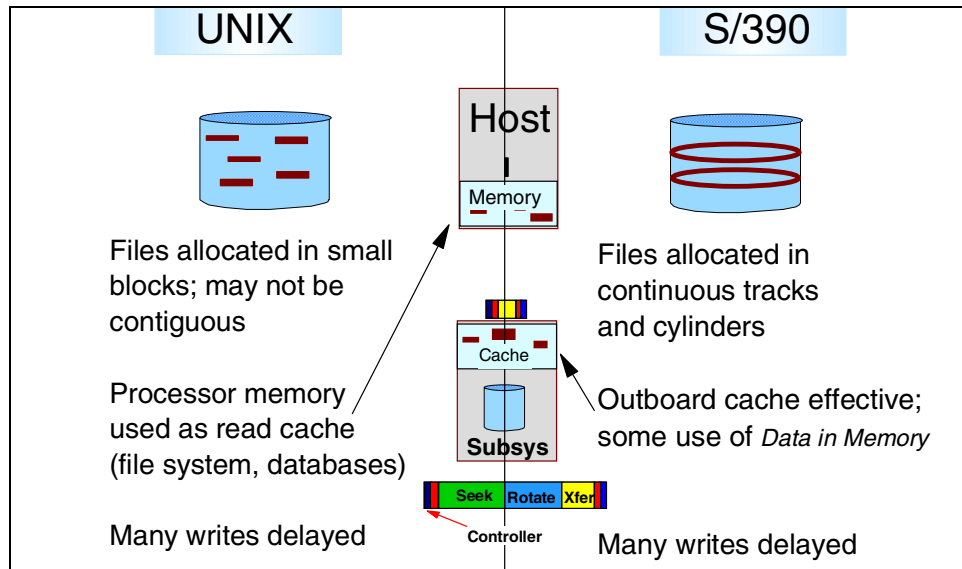 UNIX
S/390
Host
Memory
Files allocated in small
blocks; may not be
contiguous
Files allocated in
continuous tracks
and cylinders
Cache
Processor memory
used as read cache
(file system, databases)
Outboard cache effective;
some use of Data in Memory
Subsys
Seek Rotate Xfer
Controller
Many writes delayed
Many writes delayed